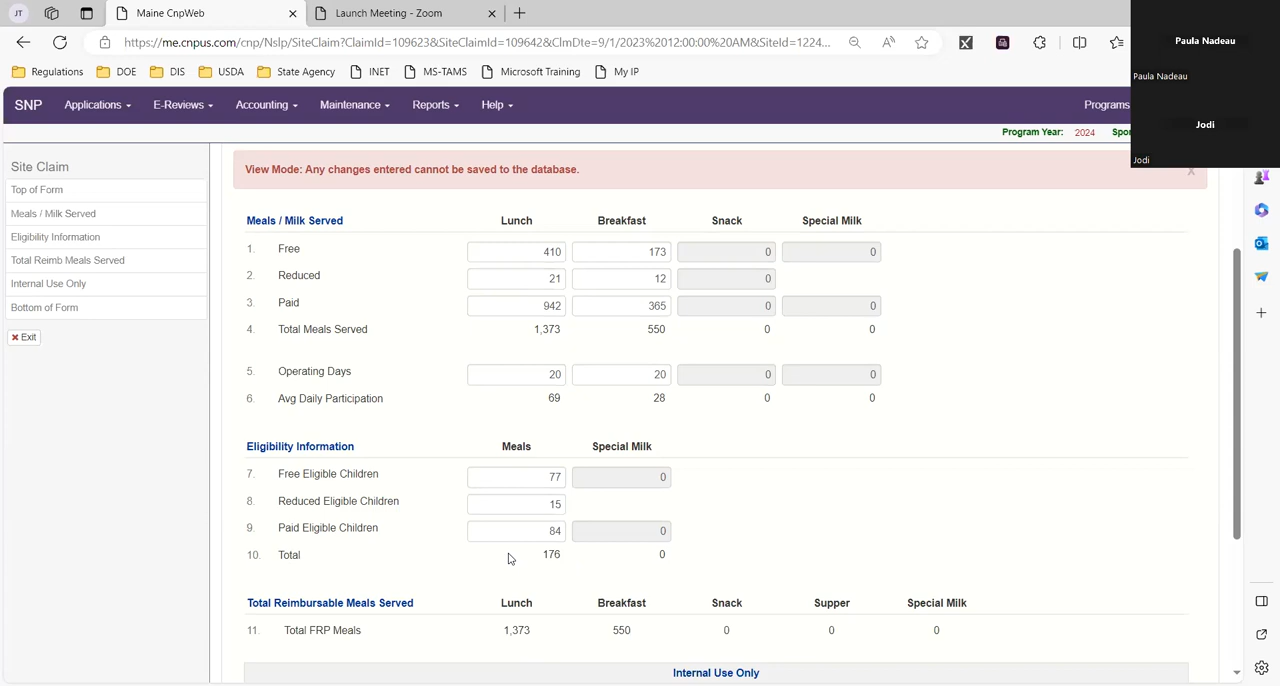 JT Maine CnpWeb Launch Meeting - Zoom
https://me.cnpus.com/cnp/Nslp/SiteClaim?ClaimId=109623&SiteClaimId=109642&ClmDte=9/1/2023%2012:00:00%20AM&SiteId=1224...
Paula Nadeau
Paula Nadeau
Jodi
Jodi
Regulations DOE DIS USDA State Agency INET MS-TAMS Microsoft Training My IP
SNP Applications E-Reviews Accounting Maintenance Reports Help Programs
Program Year: 2024 Spon
Site Claim
Top of Form
Meals / Milk Served
Eligibility Information
Total Reimb Meals Served
Internal Use Only
Bottom of Form
x Exit
View Mode: Any changes entered cannot be saved to the database. x
Meals / Milk Served Lunch Breakfast Snack Special Milk
1. Free 410 173 0 0
2. Reduced 21 12 0
3. Paid 942 365 0 0
4. Total Meals Served 1,373 550 0 0
5. Operating Days 20 20 0 0
6. Avg Daily Participation 69 28 0 0
Eligibility Information Meals Special Milk
7. Free Eligible Children 77 0
8. Reduced Eligible Children 15
9. Paid Eligible Children 84 0
10. Total 176 0
Total Reimbursable Meals Served Lunch Breakfast Snack Supper Special Milk
11. Total FRP Meals 1,373 550 0 0 0
Internal Use Only